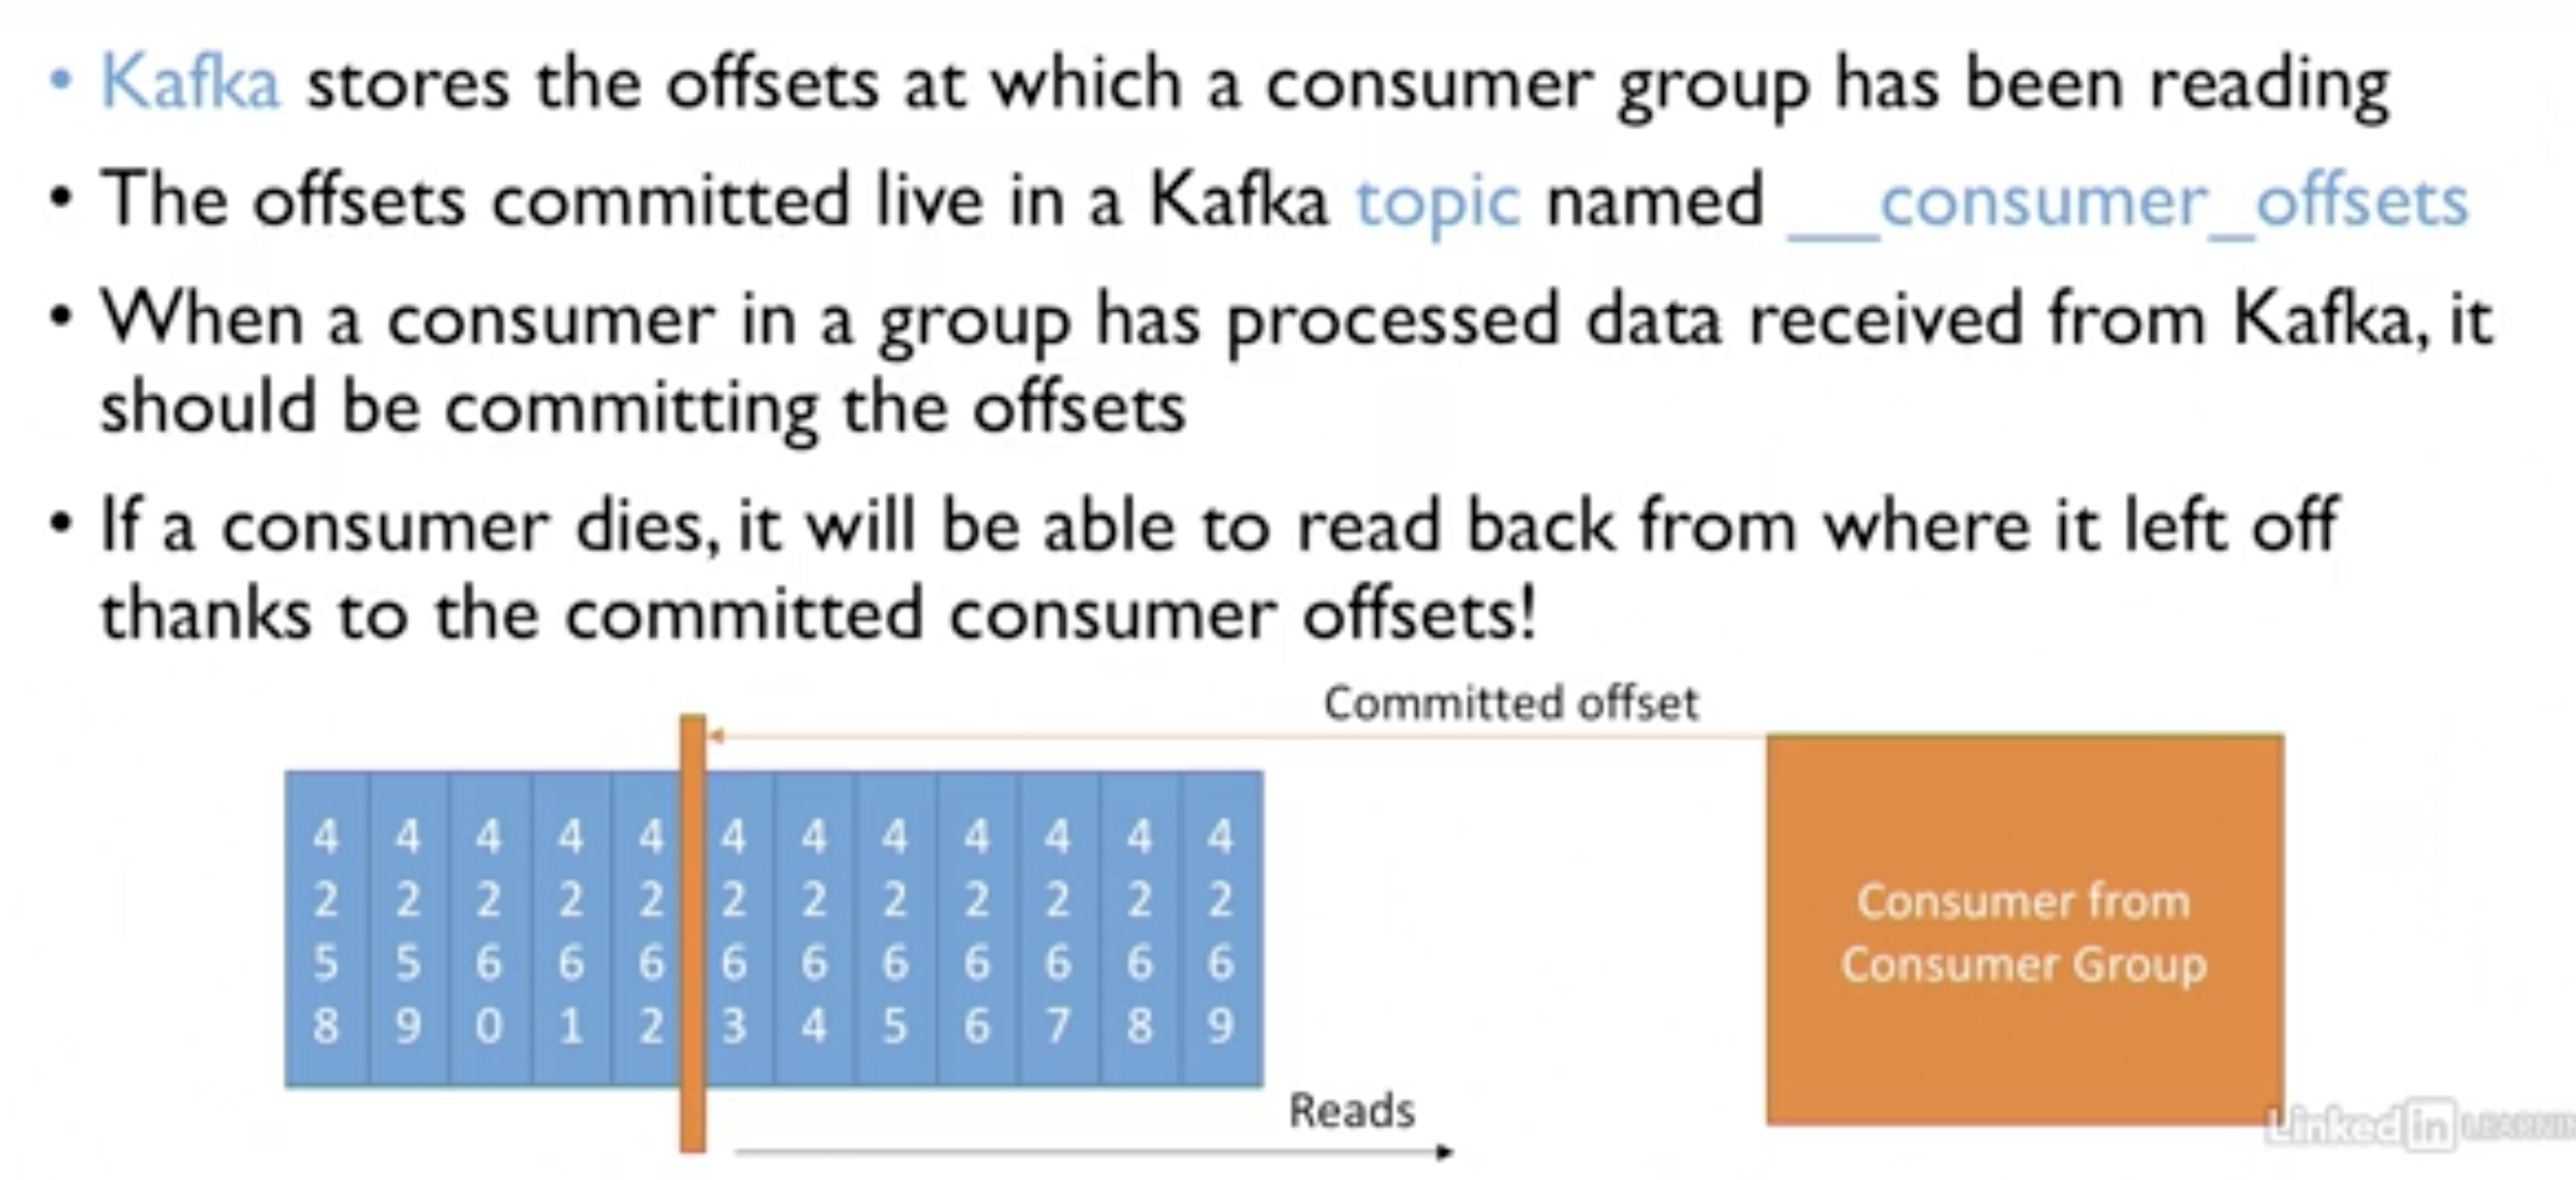 • Kafka stores the offsets at which a consumer group has been reading
• The offsets committed live in a Kafka topic named __consumer_offsets
• When a consumer in a group has processed data received from Kafka, it
should be committing the offsets
• If a consumer dies, it will be able to read back from where it left off
thanks to the committed consumer offsets!
Committed offset
4258 4259 4260 4261 4262 4263 4264 4265 4266 4267 4268 4269
Consumer from
Consumer Group
Reads
Linked in